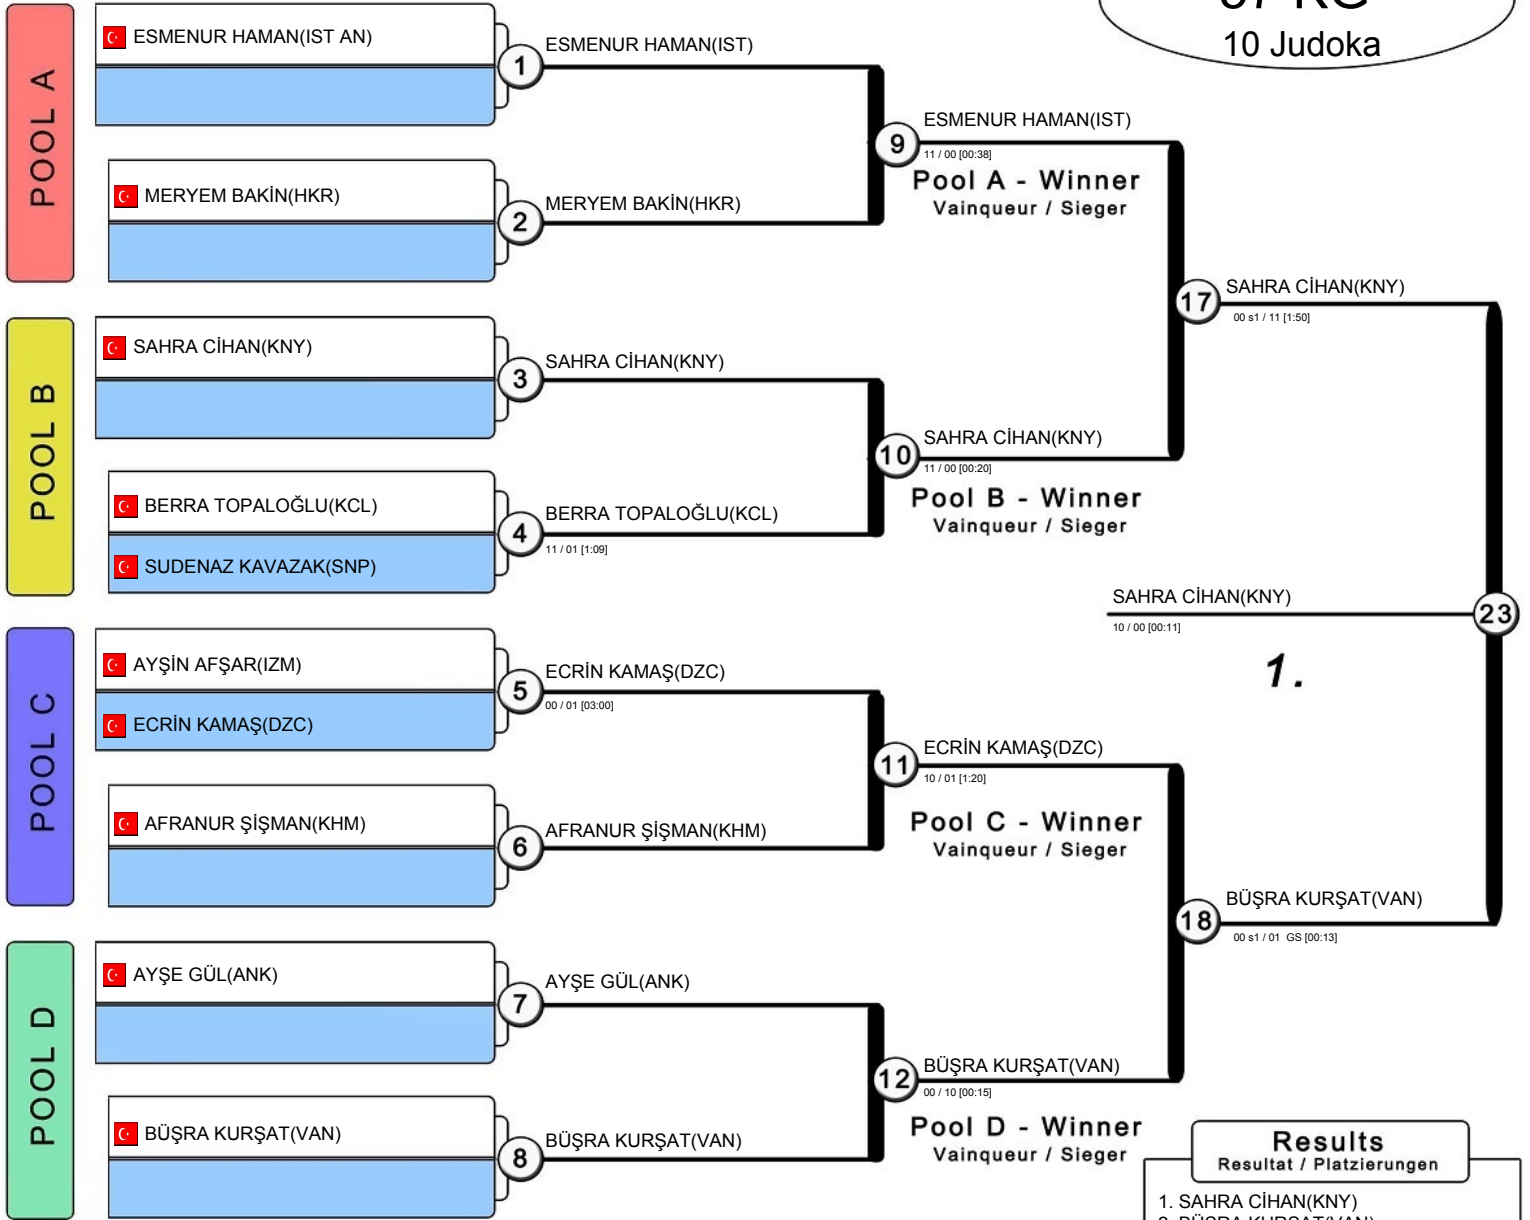 57 KG
10 Judoka
POOL A
ESMENUR HAMAN(IST AN)
1
ESMENUR HAMAN(IST)
MERYEM BAKİN(HKR)
2
MERYEM BAKİN(HKR)
9
ESMENUR HAMAN(IST)
11 / 00 [00:38]
Pool A - Winner
Vainqueur / Sieger
POOL B
SAHRA CİHAN(KNY)
3
SAHRA CİHAN(KNY)
BERRA TOPALOĞLU(KCL)
SUDENAZ KAVAZAK(SNP)
4
BERRA TOPALOĞLU(KCL)
11 / 01 [1:09]
10
SAHRA CİHAN(KNY)
11 / 00 [00:20]
Pool B - Winner
Vainqueur / Sieger
17
SAHRA CİHAN(KNY)
00 s1 / 11 [1:50]
POOL C
AYŞİN AFŞAR(IZM)
ECRİN KAMAŞ(DZC)
5
ECRİN KAMAŞ(DZC)
00 / 01 [03:00]
AFRANUR ŞİŞMAN(KHM)
6
AFRANUR ŞİŞMAN(KHM)
11
ECRİN KAMAŞ(DZC)
10 / 01 [1:20]
Pool C - Winner
Vainqueur / Sieger
POOL D
AYŞE GÜL(ANK)
7
AYŞE GÜL(ANK)
BÜŞRA KURŞAT(VAN)
8
BÜŞRA KURŞAT(VAN)
12
BÜŞRA KURŞAT(VAN)
00 / 10 [00:15]
Pool D - Winner
Vainqueur / Sieger
18
BÜŞRA KURŞAT(VAN)
00 s1 / 01 GS [00:13]
SAHRA CİHAN(KNY)
10 / 00 [00:11]
23
1.
Results
Resultat / Platzierungen
1. SAHRA CİHAN(KNY)
2. BÜŞRA KURŞAT(VAN)